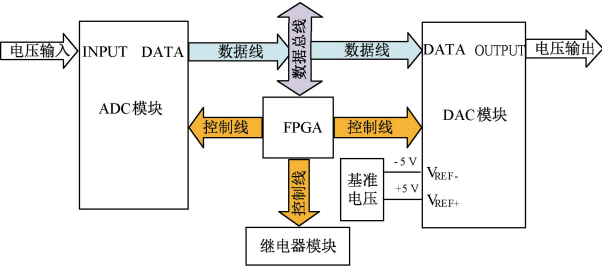 电压输入
INPUT
DATA
ADC模块
数据线
数据总线
数据线
DATA
OUTPUT
电压输出
DAC模块
控制线
FPGA
控制线
控制线
继电器模块
基准
电压
- 5 V
+5 V
VREF-
VREF+